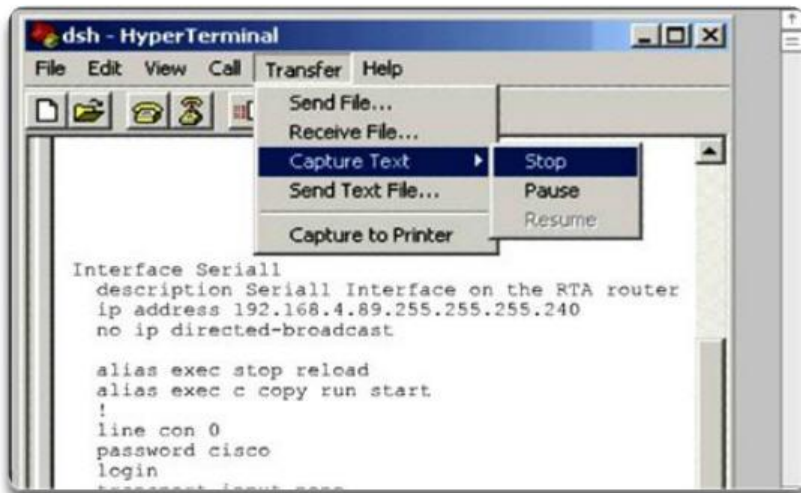 dsh - HyperTerminal
File Edit View Call Transfer Help
Send File...
Receive File...
Capture Text
Stop
Send Text File...
Pause
Resume
Capture to Printer
Interface Serial1
description Serial1 Interface on the RTA router
ip address 192.168.4.89.255.255.255.240
no ip directed-broadcast
alias exec stop reload
alias exec c copy run start
!
line con 0
password cisco
login